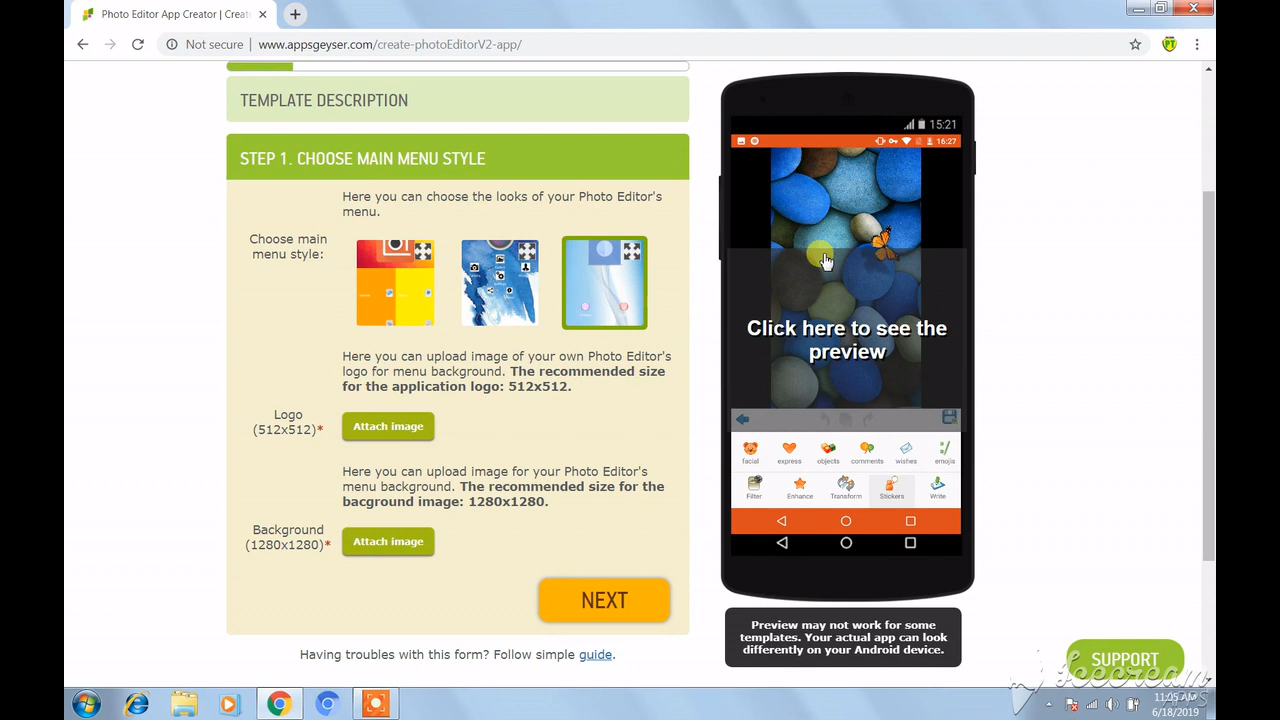 Photo Editor App Creator | Create
Not secure
www.appsgeyser.com/create-photoEditorV2-app/
TEMPLATE DESCRIPTION
STEP 1. CHOOSE MAIN MENU STYLE
Here you can choose the looks of your Photo Editor's
menu.
Choose main
menu style:
Here you can upload image of your own Photo Editor's
logo for menu background. The recommended size
for the application logo: 512x512.
Logo
(512x512)*
Attach image
Here you can upload image for your Photo Editor's
menu background. The recommended size for the
bacground image: 1280x1280.
Background
(1280x1280)*
Attach image
NEXT
Having troubles with this form? Follow simple guide.
15:21
16:27
Click here to see the
preview
facial express objects comments wishes emojis
Filter Enhance Transform Stickers Write
Preview may not work for some
templates. Your actual app can look
differently on your Android device.
SUPPORT
Icecream
APPS
11:05 AM
6/18/2019